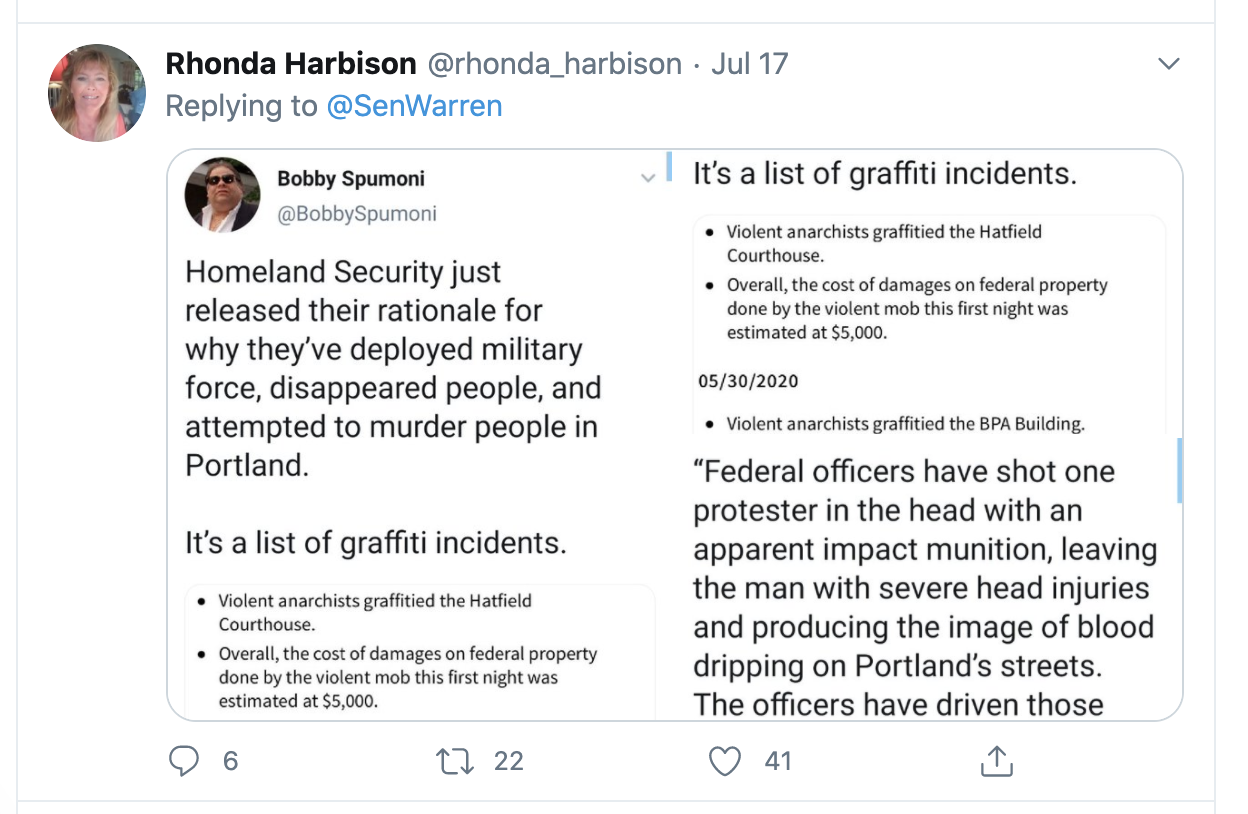 Rhonda Harbison @rhonda_harbison · Jul 17
Replying to @SenWarren
Bobby Spumoni
@BobbySpumoni
Homeland Security just
released their rationale for
why they’ve deployed military
force, disappeared people, and
attempted to murder people in
Portland.
It’s a list of graffiti incidents.
• Violent anarchists graffitied the Hatfield
Courthouse.
• Overall, the cost of damages on federal property
done by the violent mob this first night was
estimated at $5,000.
It’s a list of graffiti incidents.
• Violent anarchists graffitied the Hatfield
Courthouse.
• Overall, the cost of damages on federal property
done by the violent mob this first night was
estimated at $5,000.
05/30/2020
• Violent anarchists graffitied the BPA Building.
“Federal officers have shot one
protester in the head with an
apparent impact munition, leaving
the man with severe head injuries
and producing the image of blood
dripping on Portland’s streets.
The officers have driven those
6 22 41